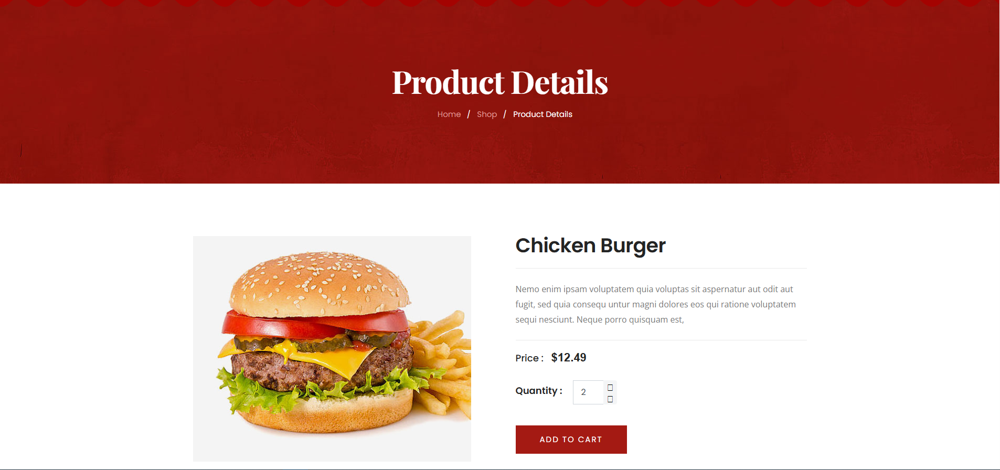 Product Details
Home / Shop / Product Details
Chicken Burger
Nemo enim ipsam voluptatem quia voluptas sit aspernatur aut odit aut
fugit, sed quia consequ untur magni dolores eos qui ratione voluptatem
sequi nesciunt. Neque porro quisquam est,
Price : $12.49
Quantity : 2
ADD TO CART